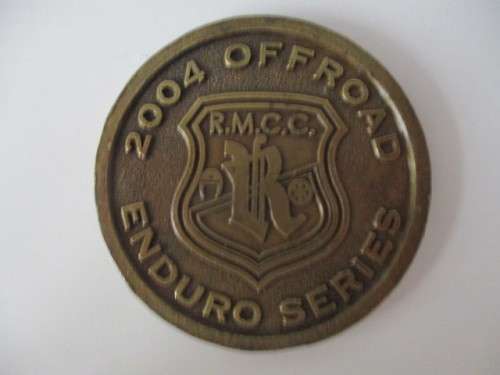 2004 OFFROAD
R.M.C.C.
R
ENDURO SERIES